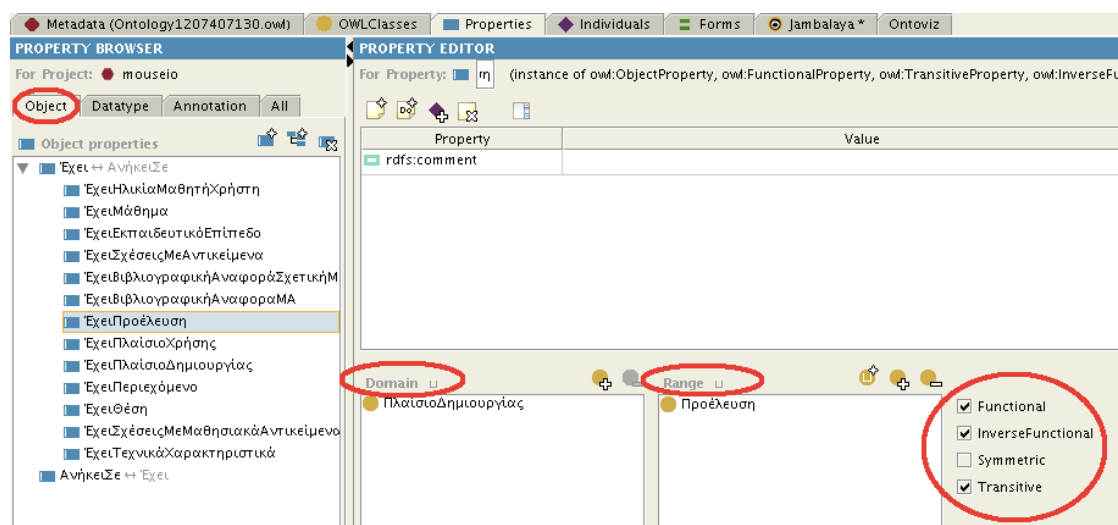 Metadata (Ontology1207407130.owl) OWLClasses Properties Individuals Forms Jambalaya * Ontoviz
PROPERTY BROWSER
For Project: mouseio
Object Datatype Annotation All
Object properties
Έχει ↔ ΑνήκειΣε
ΈχειΗλικίαΜαθητήΧρήστη
ΈχειΜάθημα
ΈχειΕκπαιδευτικόΕπίπεδο
ΈχειΣχέσειςΜεΑντικείμενα
ΈχειΒιβλιογραφικήΑναφοράΣχετικήΜ
ΈχειΒιβλιογραφικήΑναφοραΜΑ
ΈχειΠροέλευση
ΈχειΠλαίσιοΧρήσης
ΈχειΠλαίσιοΔημιουργίας
ΈχειΠεριεχόμενο
ΈχειΘέση
ΈχειΣχέσειςΜεΜαθησιακάΑντικείμενα
ΈχειΤεχνικάΧαρακτηριστικά
ΑνήκειΣε ↔ Έχει
PROPERTY EDITOR
For Property: η (instance of owl:ObjectProperty, owl:FunctionalProperty, owl:TransitiveProperty, owl:InverseFu
Property Value
rdfs:comment
Domain ⊔
ΠλαίσιοΔημιουργίας
Range ⊔
Προέλευση
Functional
InverseFunctional
Symmetric
Transitive